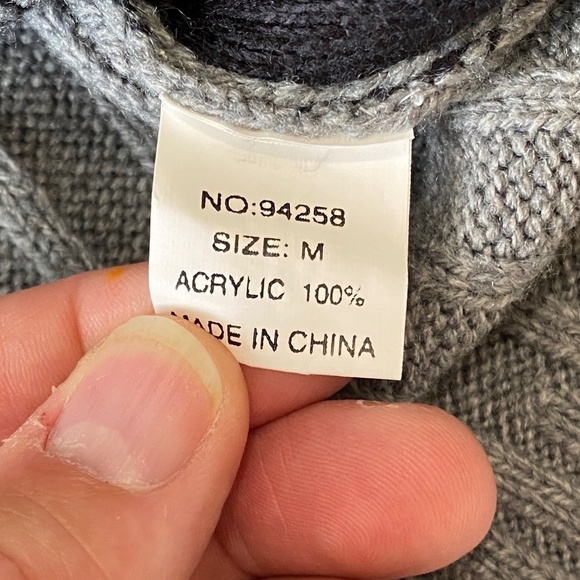 NO:94258
SIZE: M
ACRYLIC 100%
MADE IN CHINA